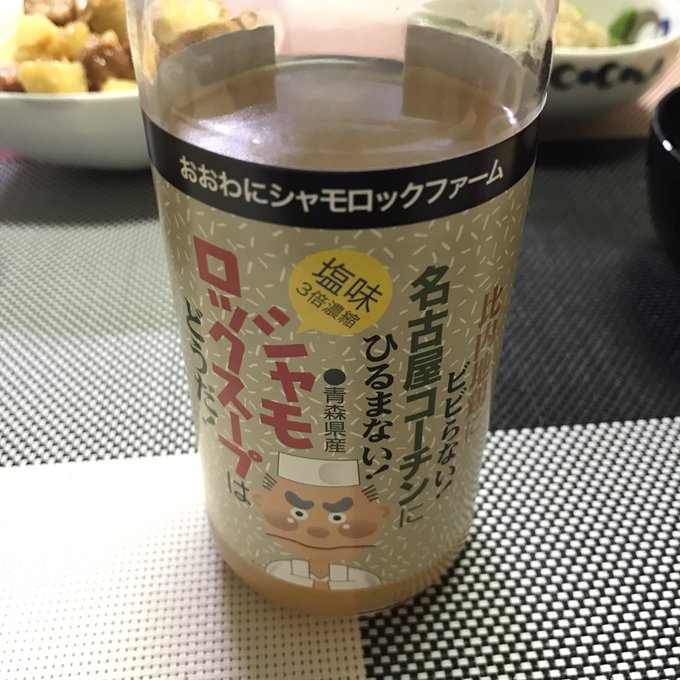 おおわにシャモロックファーム
比内地鶏に
ビビらない!
名古屋コーチンに
ひるまない!
塩味
3倍濃縮
●青森県産
シャモ
ロックスープは
どうだ!
COCON!